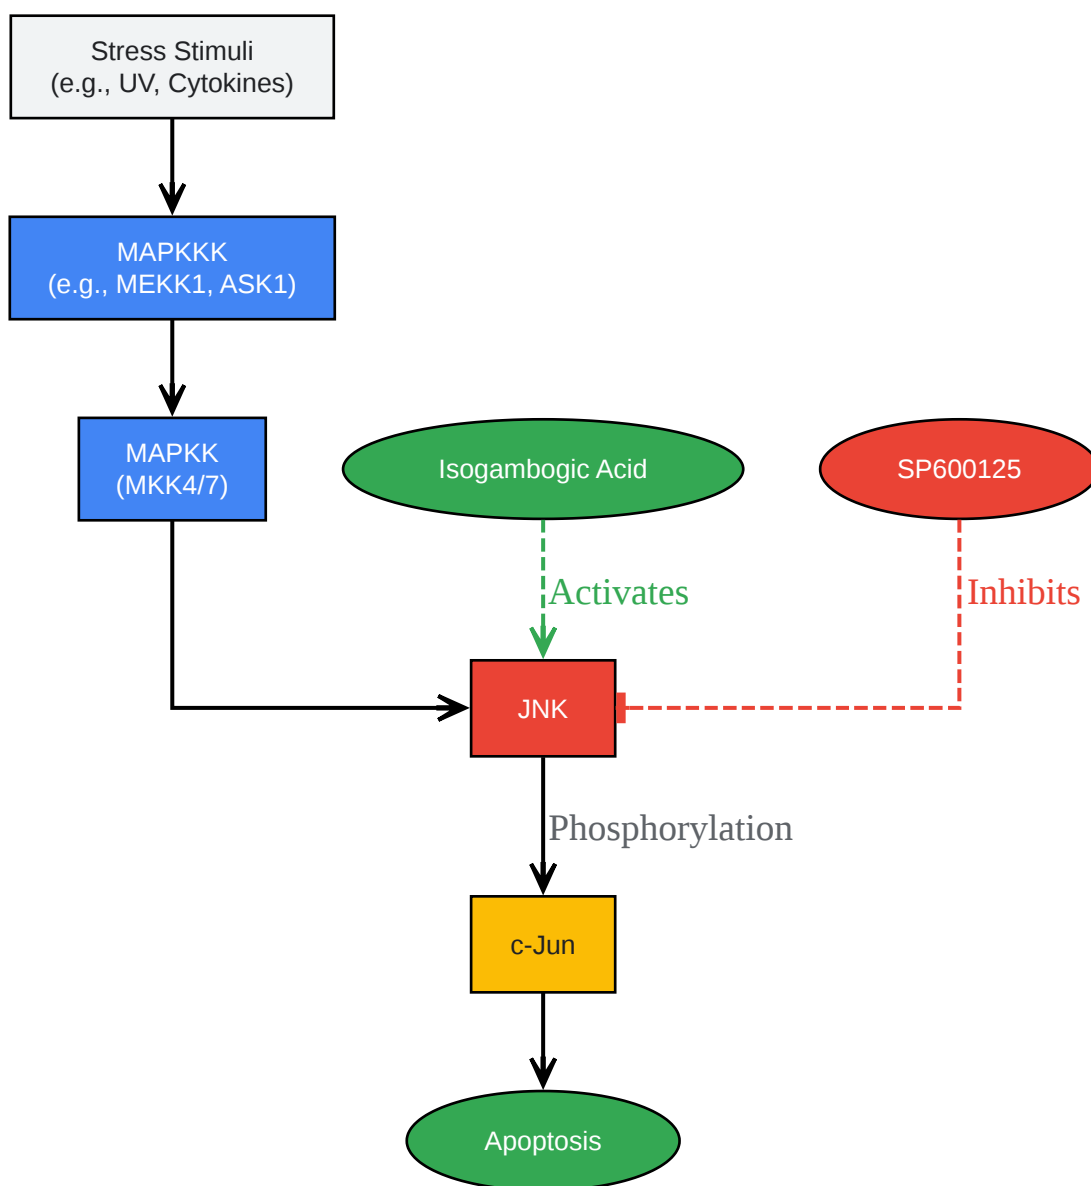 Stress Stimuli
(e.g., UV, Cytokines)
MAPKKK
(e.g., MEKK1, ASK1)
MAPKK
(MKK4/7)
Isogambogic Acid
SP600125
Activates
Inhibits
JNK
Phosphorylation
c-Jun
Apoptosis